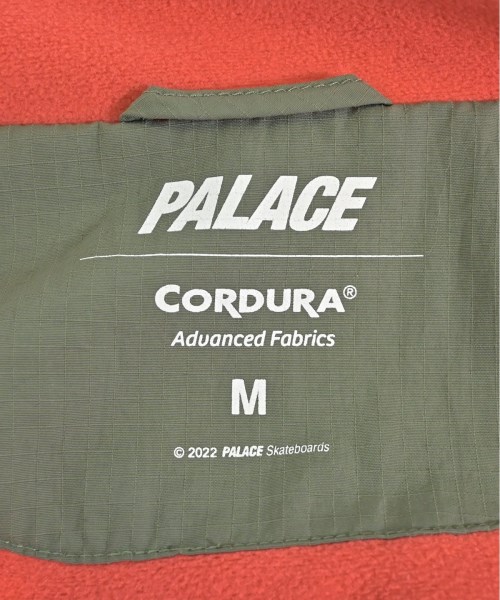 PALACE
CORDURA®
Advanced Fabrics
M
© 2022 PALACE Skateboards